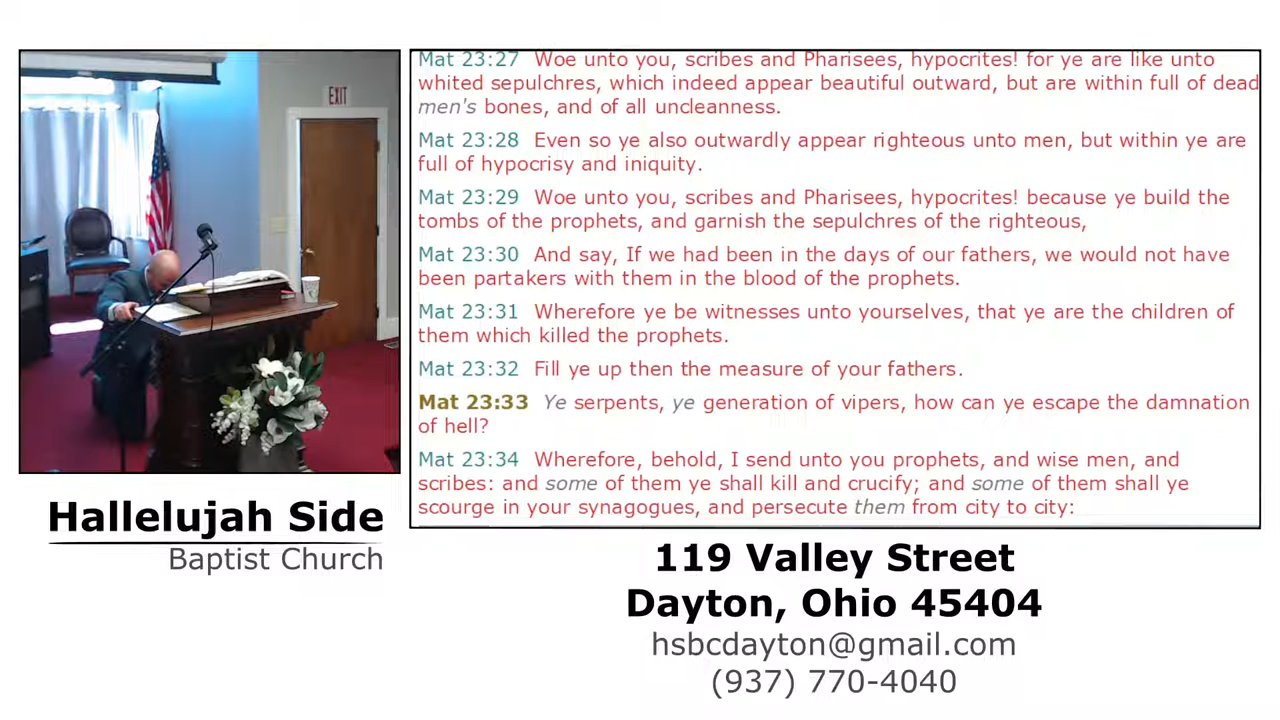 EXIT
Mat 23:27 Woe unto you, scribes and Pharisees, hypocrites! for ye are like unto
whited sepulchres, which indeed appear beautiful outward, but are within full of dead
men's bones, and of all uncleanness.
Mat 23:28 Even so ye also outwardly appear righteous unto men, but within ye are
full of hypocrisy and iniquity.
Mat 23:29 Woe unto you, scribes and Pharisees, hypocrites! because ye build the
tombs of the prophets, and garnish the sepulchres of the righteous,
Mat 23:30 And say, If we had been in the days of our fathers, we would not have
been partakers with them in the blood of the prophets.
Mat 23:31 Wherefore ye be witnesses unto yourselves, that ye are the children of
them which killed the prophets.
Mat 23:32 Fill ye up then the measure of your fathers.
Mat 23:33 Ye serpents, ye generation of vipers, how can ye escape the damnation
of hell?
Mat 23:34 Wherefore, behold, I send unto you prophets, and wise men, and
scribes: and some of them ye shall kill and crucify; and some of them shall ye
scourge in your synagogues, and persecute them from city to city:
Hallelujah Side
Baptist Church
119 Valley Street
Dayton, Ohio 45404
hsbcdayton@gmail.com
(937) 770-4040